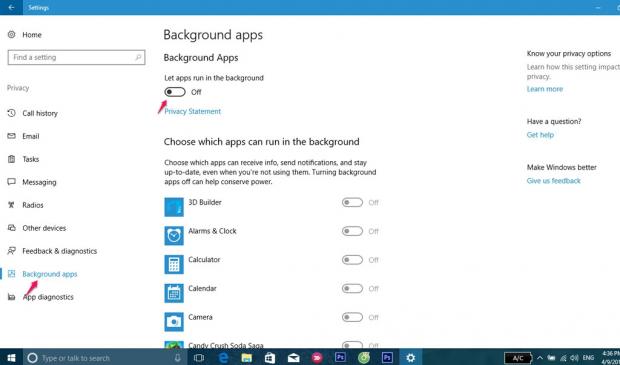 Settings
Home
Find a setting
Privacy
Call history
Email
Tasks
Messaging
Radios
Other devices
Feedback & diagnostics
Background apps
App diagnostics
Background apps
Background Apps
Let apps run in the background
Off
Privacy Statement
Choose which apps can run in the background
Choose which apps can receive info, send notifications, and stay
up-to-date, even when you're not using them. Turning background
apps off can help conserve power.
3D Builder
Off
Alarms & Clock
Off
Calculator
Off
Calendar
Off
Camera
Off
Candy Crush Soda Saga
Know your privacy options
Learn how this setting impact
privacy.
Learn more
Have a question?
Get help
Make Windows better
Give us feedback
Type or talk to search
Ps
Ps
A/C
ENG
4:36 PM
4/9/20